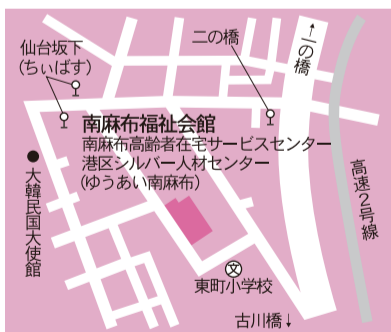 仙台坂下
(ちぃばす)
二の橋
↑一の橋
南麻布福祉会館
南麻布高齢者在宅サービスセンター
港区シルバー人材センター
(ゆうあい南麻布)
大韓民国大使館
高速2号線
文
東町小学校
古川橋↓